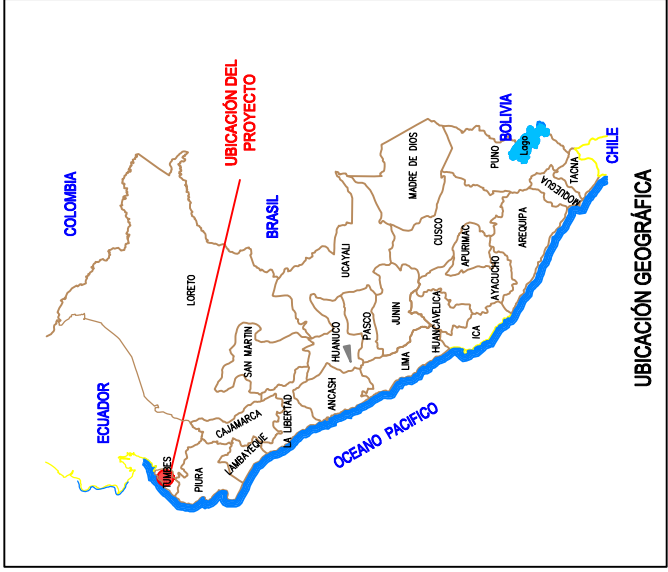 COLOMBIA
ECUADOR
UBICACIÓN DEL
PROYECTO
BRASIL
LORETO
TUMBES
PIURA
LAMBAYEQUE
CAJAMARCA
SAN MARTIN
LA LIBERTAD
ANCASH
HUANUCO
UCAYALI
PASCO
JUNIN
LIMA
HUANCAVELICA
MADRE DE DIOS
CUSCO
APURIMAC
AYACUCHO
ICA
AREQUIPA
PUNO
Lago
BOLIVIA
MOQUEGUA
TACNA
CHILE
OCEANO PACIFICO
UBICACIÓN GEOGRÁFICA